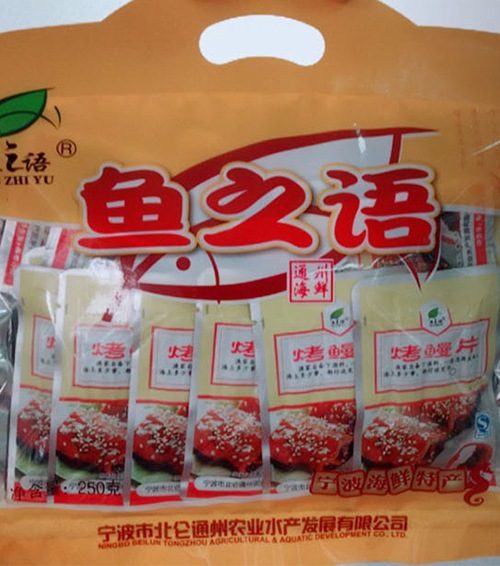 之语®
ZHI YU
鱼之语
通州
海鲜
烤
烤
烤
烤
烤鳗
烤鳗片
宁波海鲜特产
净含量:250克
宁波市北仑通州农业水产发展有限公司
NINGBO BEILUN TONGZHOU AGRICULTURAL & AQUATIC DEVELOPMENT CO.,LTD.